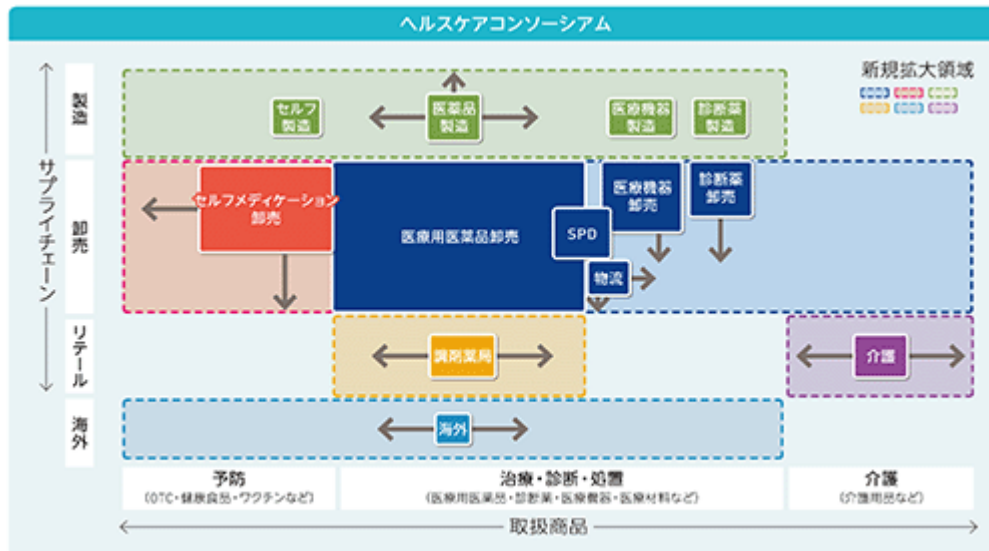 ヘルスケアコンソーシアム
新規拡大領域
サプライチェーン
製造
セルフ
製造
医薬品
製造
医療機器
製造
診断薬
製造
卸売
セルフメディケーション
卸売
医療用医薬品卸売
SPD
医療機器
卸売
診断薬
卸売
物流
リテール
調剤薬局
介護
海外
海外
予防
(OTC・健康食品・ワクチンなど)
治療・診断・処置
(医療用医薬品・診断薬・医療機器・医療材料など)
介護
(介護用品など)
取扱商品